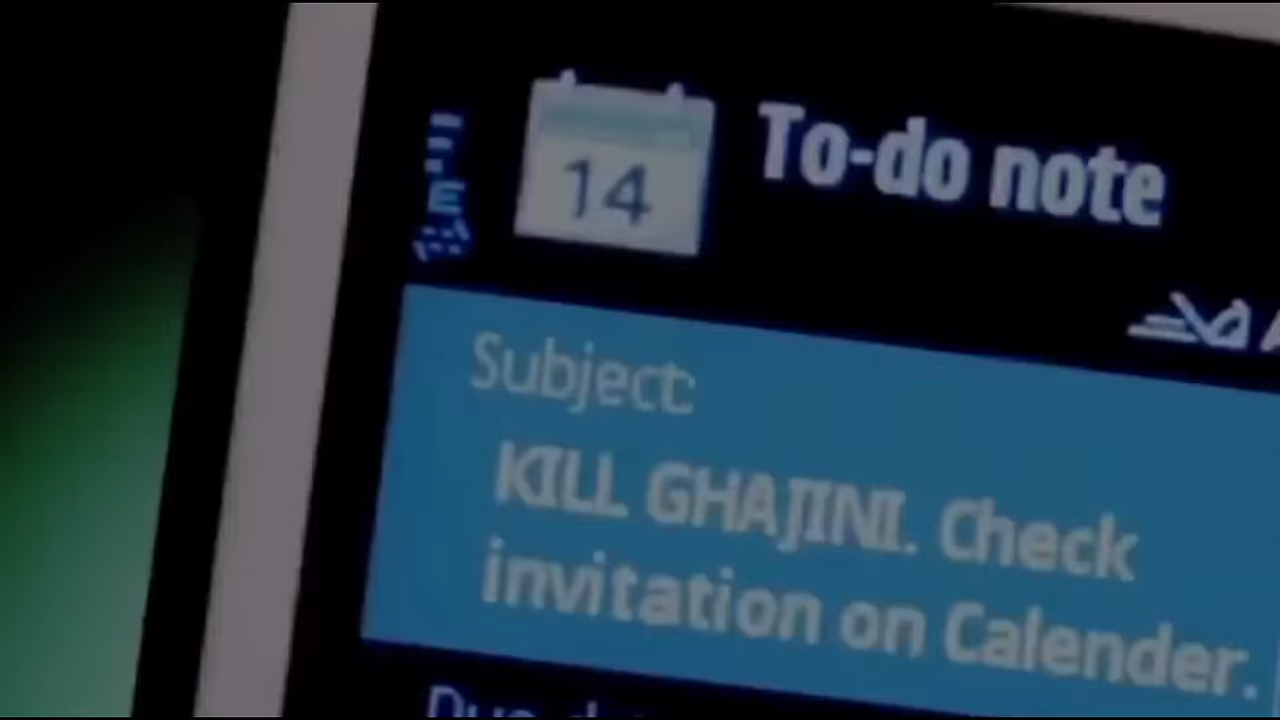 14
To-do note
Subject:
KILL GHAJINI. Check
invitation on Calender.